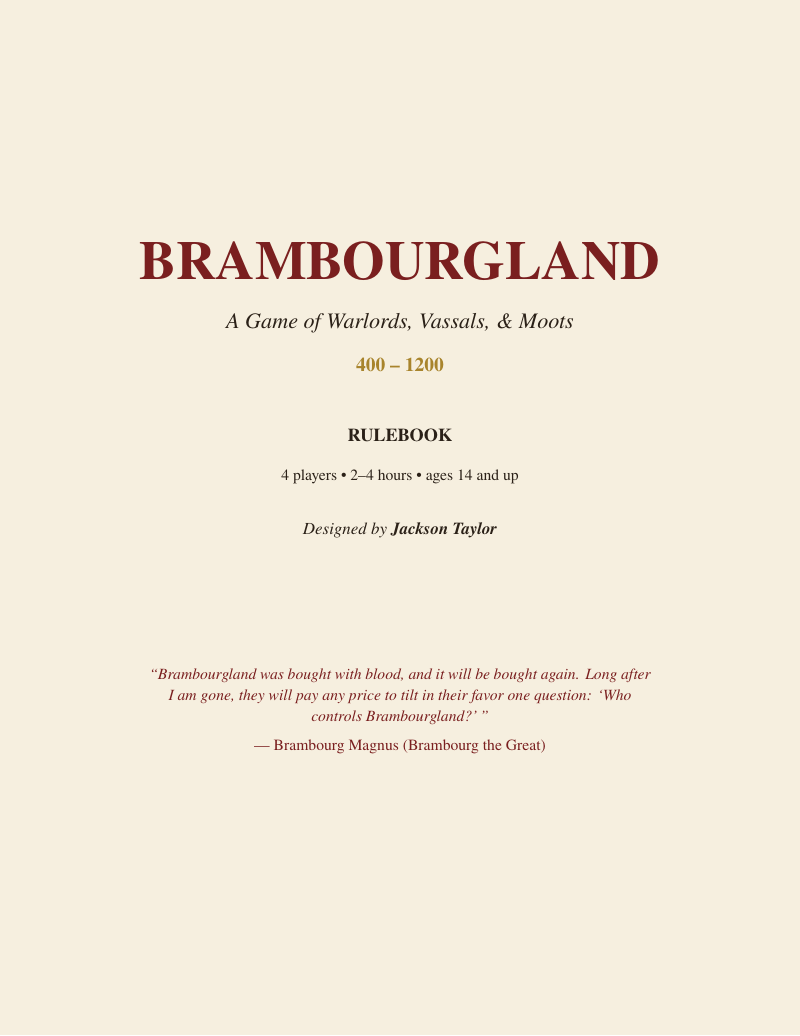 BRAMBOURGLAND
A Game of Warlords, Vassals, & Moots
400 – 1200
RULEBOOK
4 players • 2–4 hours • ages 14 and up
Designed by Jackson Taylor
“Brambourgland was bought with blood, and it will be bought again. Long after
I am gone, they will pay any price to tilt in their favor one question: ‘Who
controls Brambourgland?’ ”
— Brambourg Magnus (Brambourg the Great)